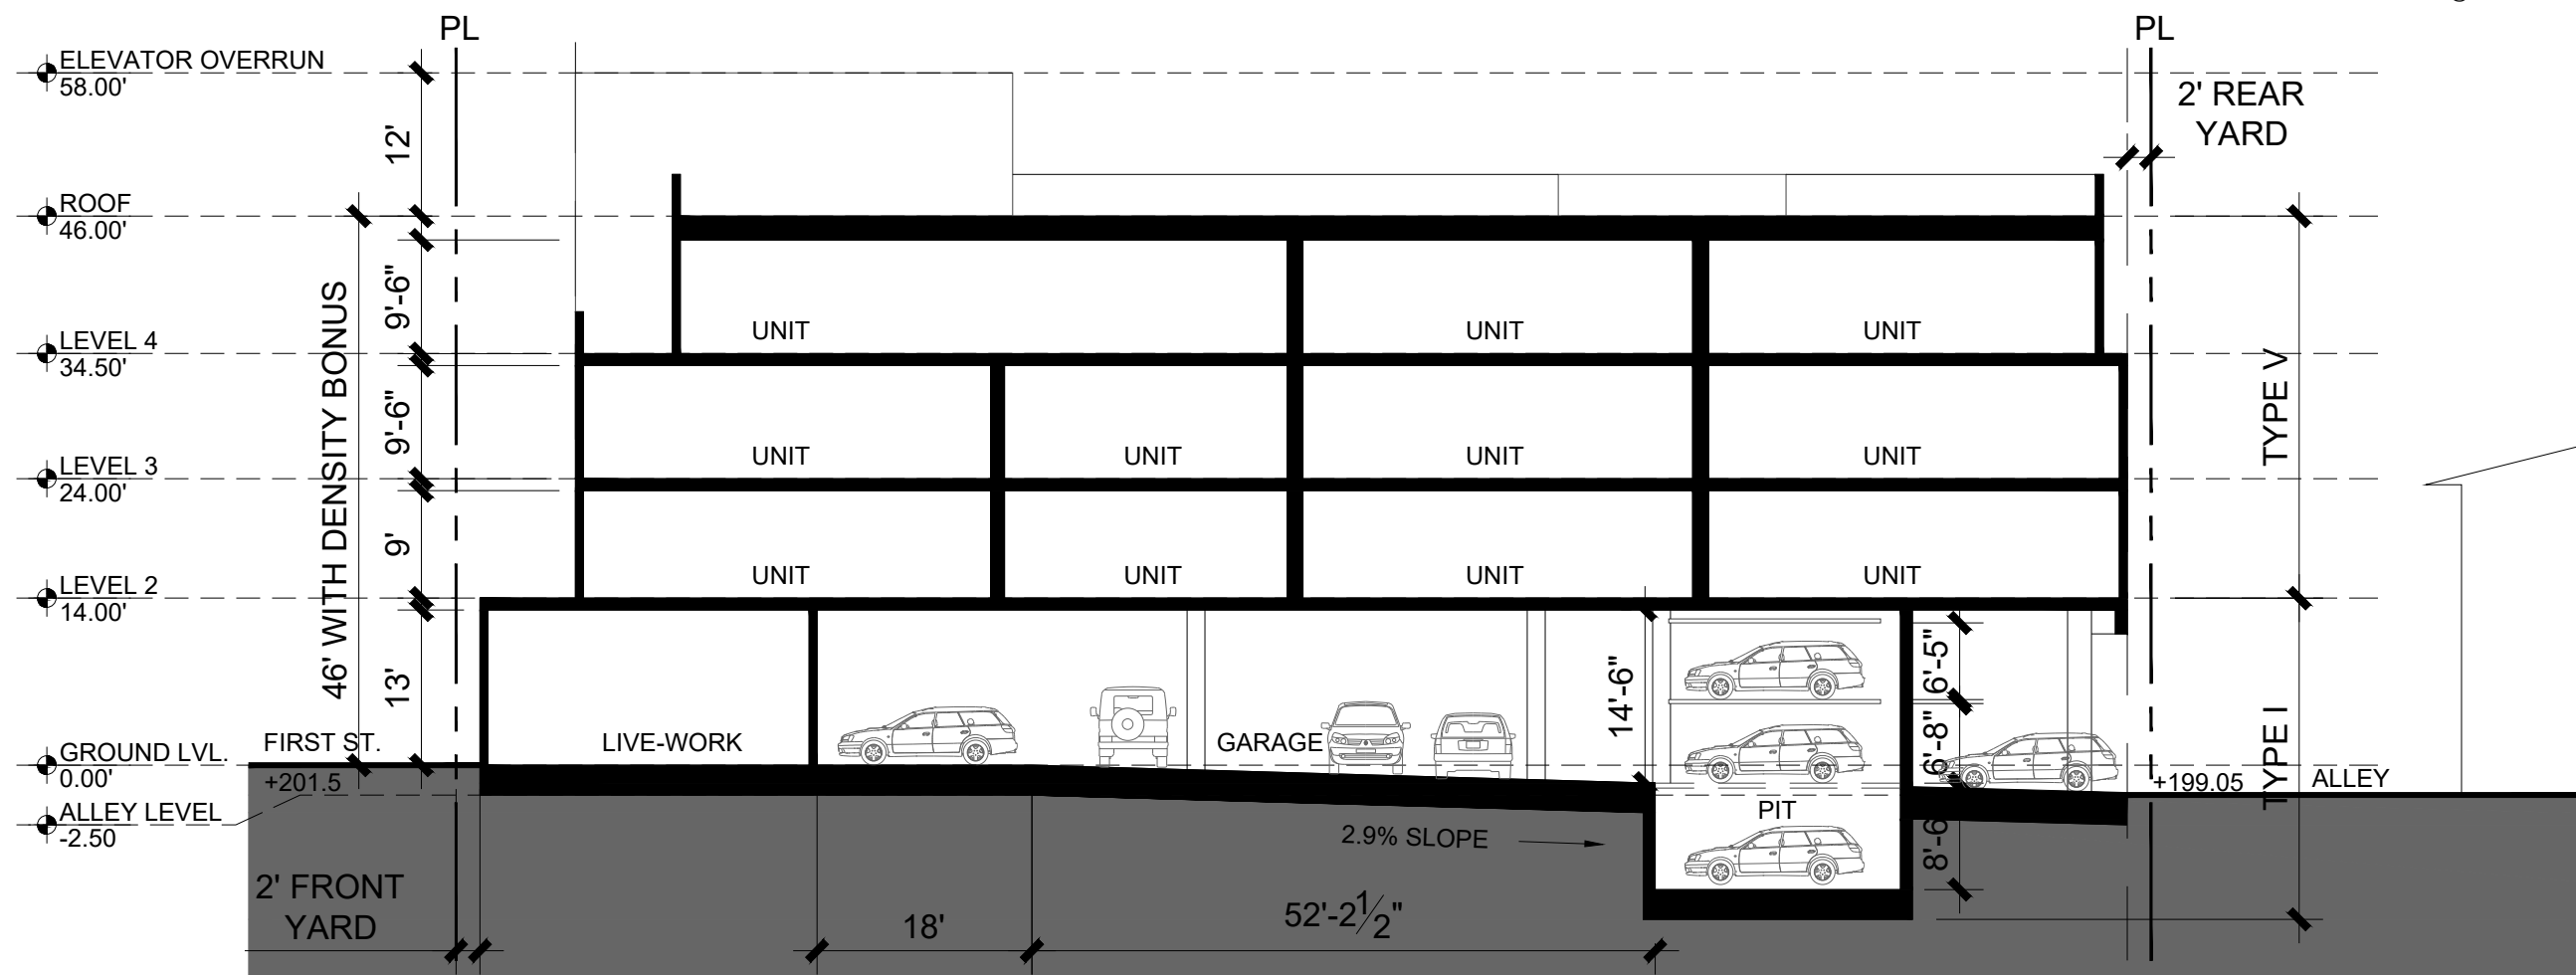 PL
PL
ELEVATOR OVERRUN
58.00'
2' REAR
YARD
12'
ROOF
46.00'
46' WITH DENSITY BONUS
9'-6"
UNIT
UNIT
UNIT
LEVEL 4
34.50'
TYPE V
9'-6"
UNIT
UNIT
UNIT
UNIT
LEVEL 3
24.00'
9'
UNIT
UNIT
UNIT
UNIT
LEVEL 2
14.00'
13'
14'-6"
6'-5"
6'-8"
TYPE I
GROUND LVL.
0.00'
FIRST ST.
LIVE-WORK
GARAGE
+201.5
+199.05
ALLEY
ALLEY LEVEL
-2.50
PIT
2.9% SLOPE
8'-6
2' FRONT
YARD
18'
52'-2 1/2"